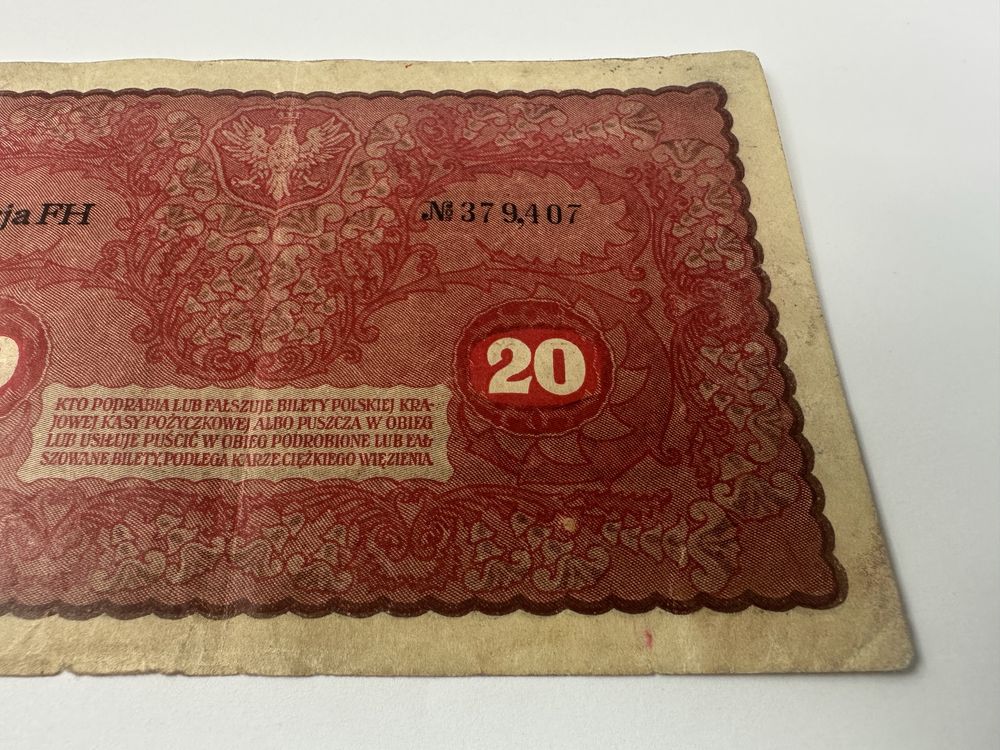 ja FH
№ 379,407
20
KTO PODRABIA LUB FAŁSZUJE BILETY POLSKIEJ KRA-
JOWEJ KASY POŻYCZKOWEJ ALBO PUSZCZA W OBIEG
LUB USIŁUJE PUŚCIĆ W OBIEG PODROBIONE LUB FAŁ-
SZOWANE BILETY, PODLEGA KARZE CIĘŻKIEGO WIĘZIENIA.